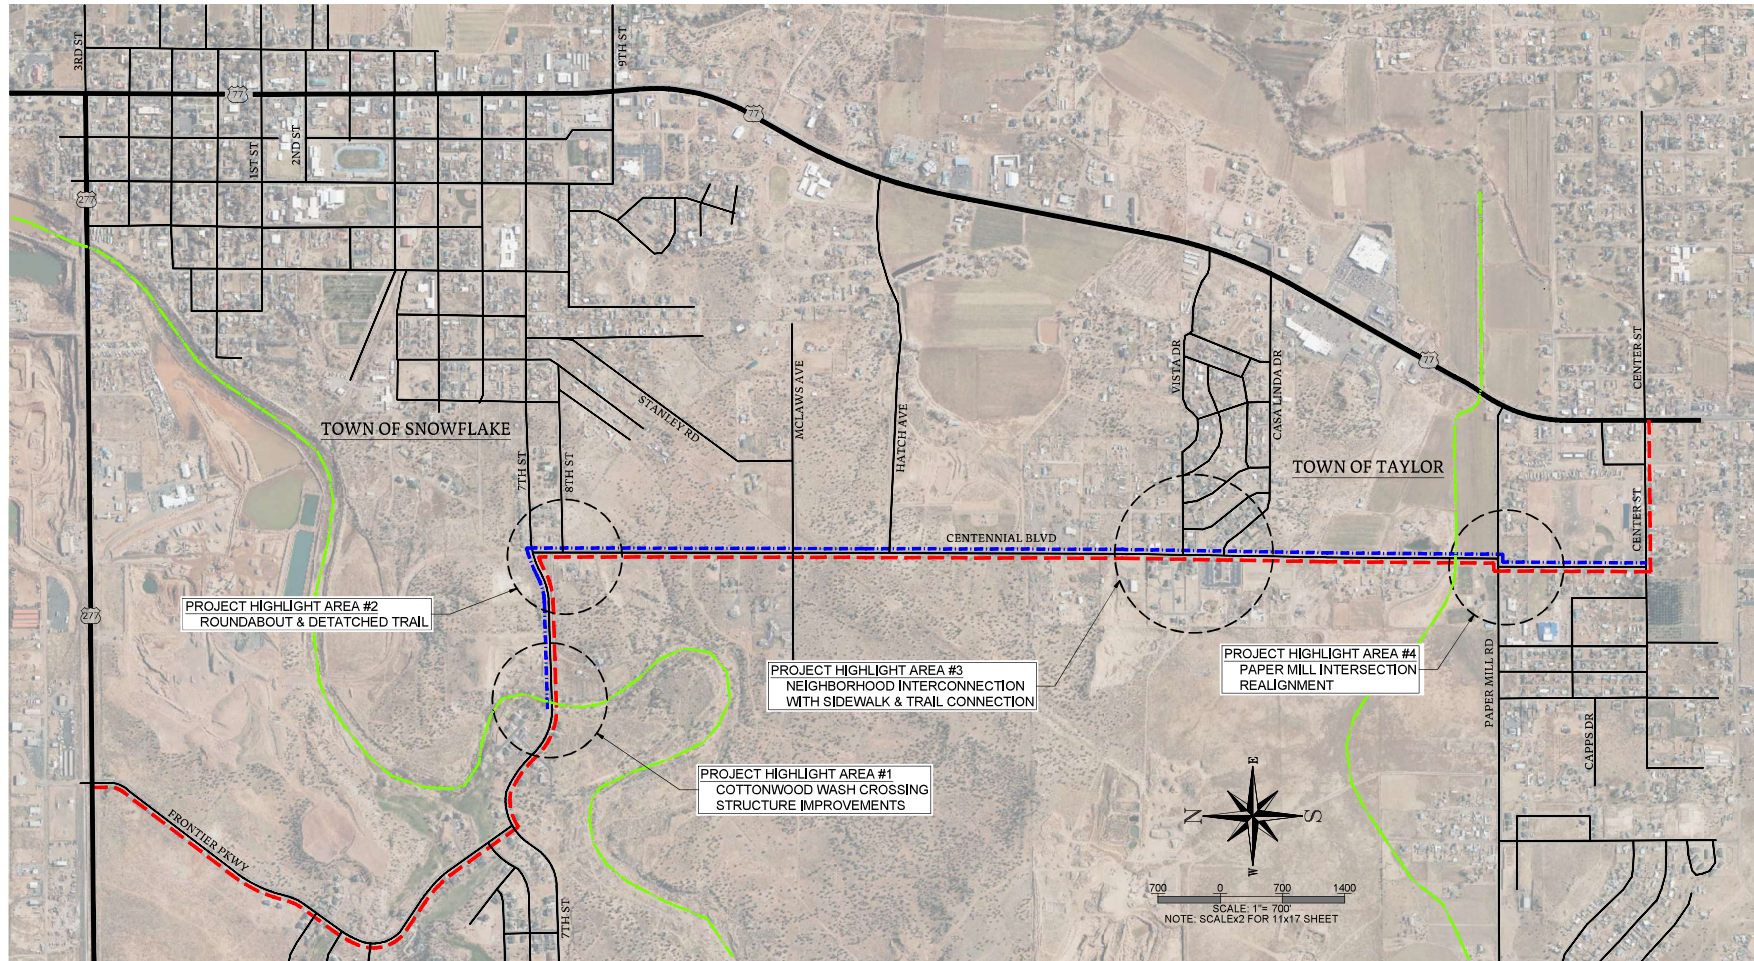 3RD ST
9TH ST
77
77
1ST ST
2ND ST
277
TOWN OF SNOWFLAKE
STANLEY RD
MCLAWS AVE
HATCH AVE
VISTA DR
CASA LINDA DR
77
CENTER ST
7TH ST
8TH ST
TOWN OF TAYLOR
CENTER ST
CENTENNIAL BLVD
277
PROJECT HIGHLIGHT AREA #2
ROUNDABOUT & DETATCHED TRAIL
PROJECT HIGHLIGHT AREA #3
NEIGHBORHOOD INTERCONNECTION
WITH SIDEWALK & TRAIL CONNECTION
PROJECT HIGHLIGHT AREA #4
PAPER MILL INTERSECTION
REALIGNMENT
PAPER MILL RD
CAPPS DR
PROJECT HIGHLIGHT AREA #1
COTTONWOOD WASH CROSSING
STRUCTURE IMPROVEMENTS
FRONTIER PKWY
7TH ST
E
N
S
W
700 0 700 1400
SCALE: 1"= 700'
NOTE: SCALEx2 FOR 11x17 SHEET